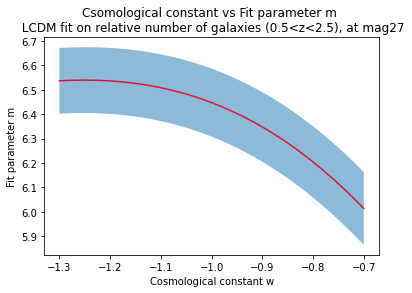 Csomological constant vs Fit parameter m
LCDM fit on relative number of galaxies (0.5<z<2.5), at mag27
6.7
6.6
6.5
6.4
6.3
6.2
6.1
6.0
5.9
Fit parameter m
−1.3 −1.2 −1.1 −1.0 −0.9 −0.8 −0.7
Cosmological constant w